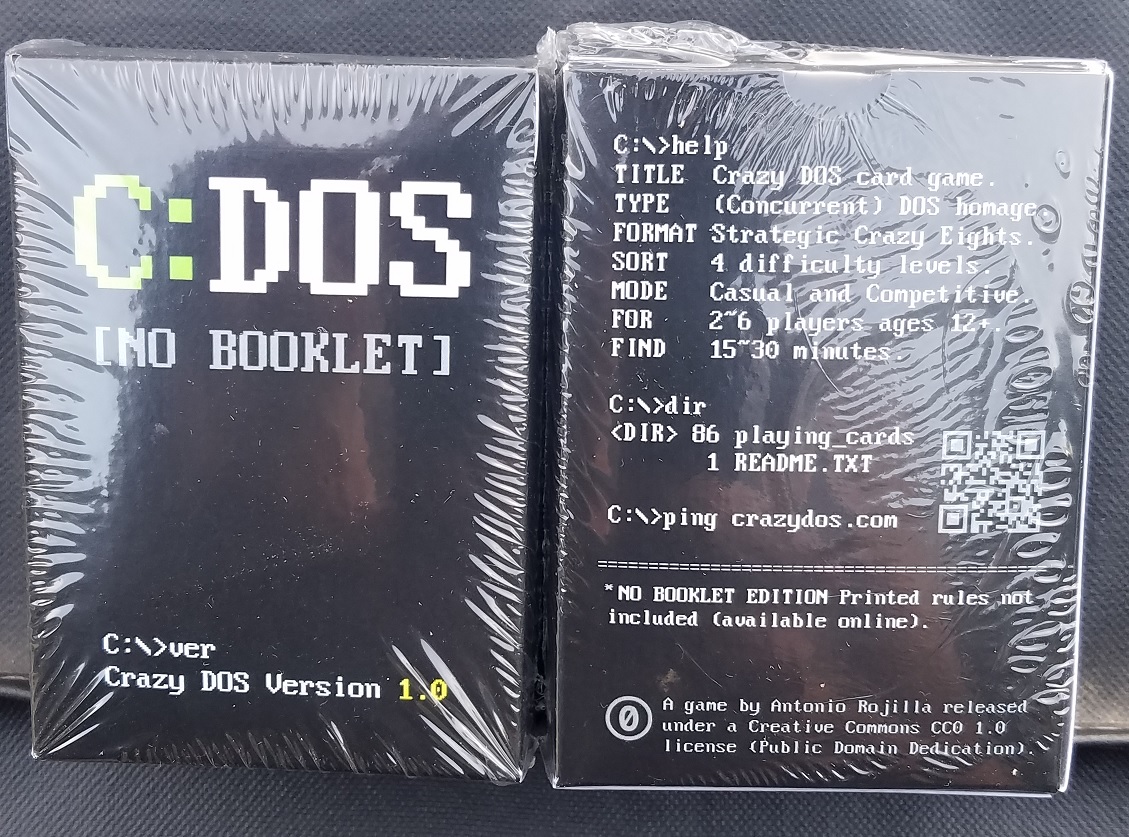 C:DOS
[NO BOOKLET]
C:\>ver
Crazy DOS Version 1.0
C:\>help
TITLE Crazy DOS card game.
TYPE (Concurrent) DOS homage.
FORMAT Strategic Crazy Eights.
SORT 4 difficulty levels.
MODE Casual and Competitive.
FOR 2~6 players ages 12+.
FIND 15~30 minutes.
C:\>dir
<DIR> 86 playing_cards
1 README.TXT
C:\>ping crazydos.com
*NO BOOKLET EDITION Printed rules not
included (available online).
0
A game by Antonio Rojilla released
under a Creative Commons CC0 1.0
license (Public Domain Dedication).